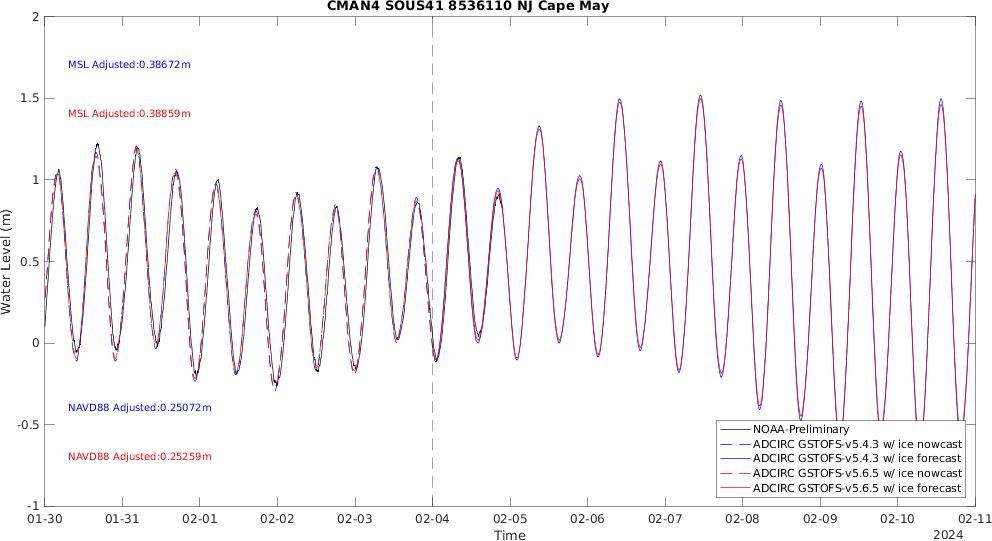 CMAN4 SOUS41 8536110 NJ Cape May
2
MSL Adjusted:0.38672m
1.5
MSL Adjusted:0.38859m
1
Water Level (m)
0.5
0
NAVD88 Adjusted:0.25072m
-0.5
NAVD88 Adjusted:0.25259m
NOAA-Preliminary
ADCIRC GSTOFS-v5.4.3 w/ ice nowcast
ADCIRC GSTOFS-v5.4.3 w/ ice forecast
ADCIRC GSTOFS-v5.6.5 w/ ice nowcast
ADCIRC GSTOFS-v5.6.5 w/ ice forecast
-1
01-30 01-31 02-01 02-02 02-03 02-04 02-05 02-06 02-07 02-08 02-09 02-10 02-11
Time
2024